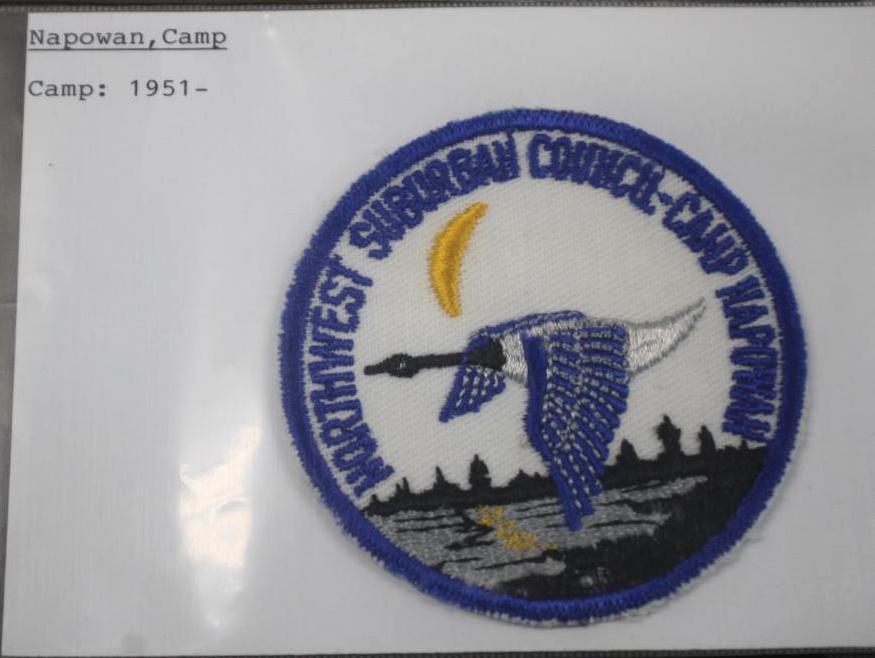 Napowan, Camp
Camp: 1951-
NORTHWEST SUBURBAN COUNCIL-CAMP NAPOWAN